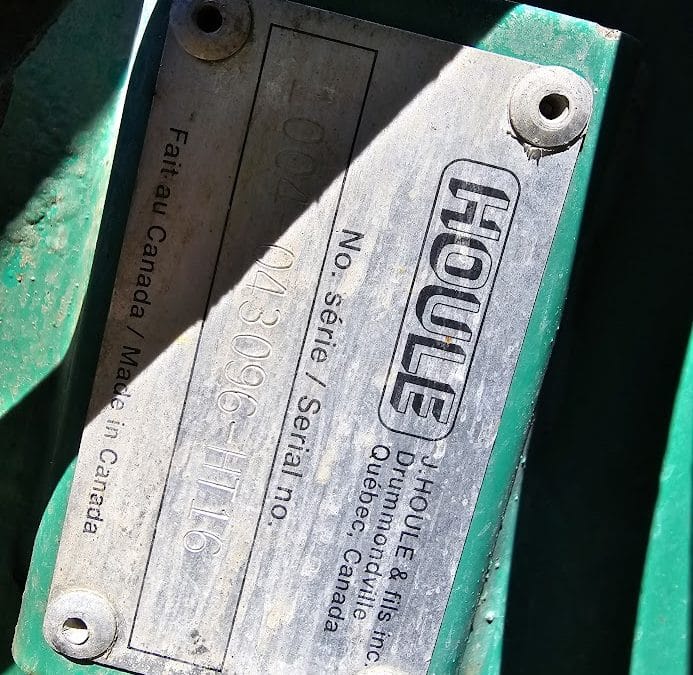 HOULE
J. HOULE & fils inc.
Drummondville
Québec, Canada
No. série / Serial no.
043096-HT16
Fait au Canada / Made in Canada